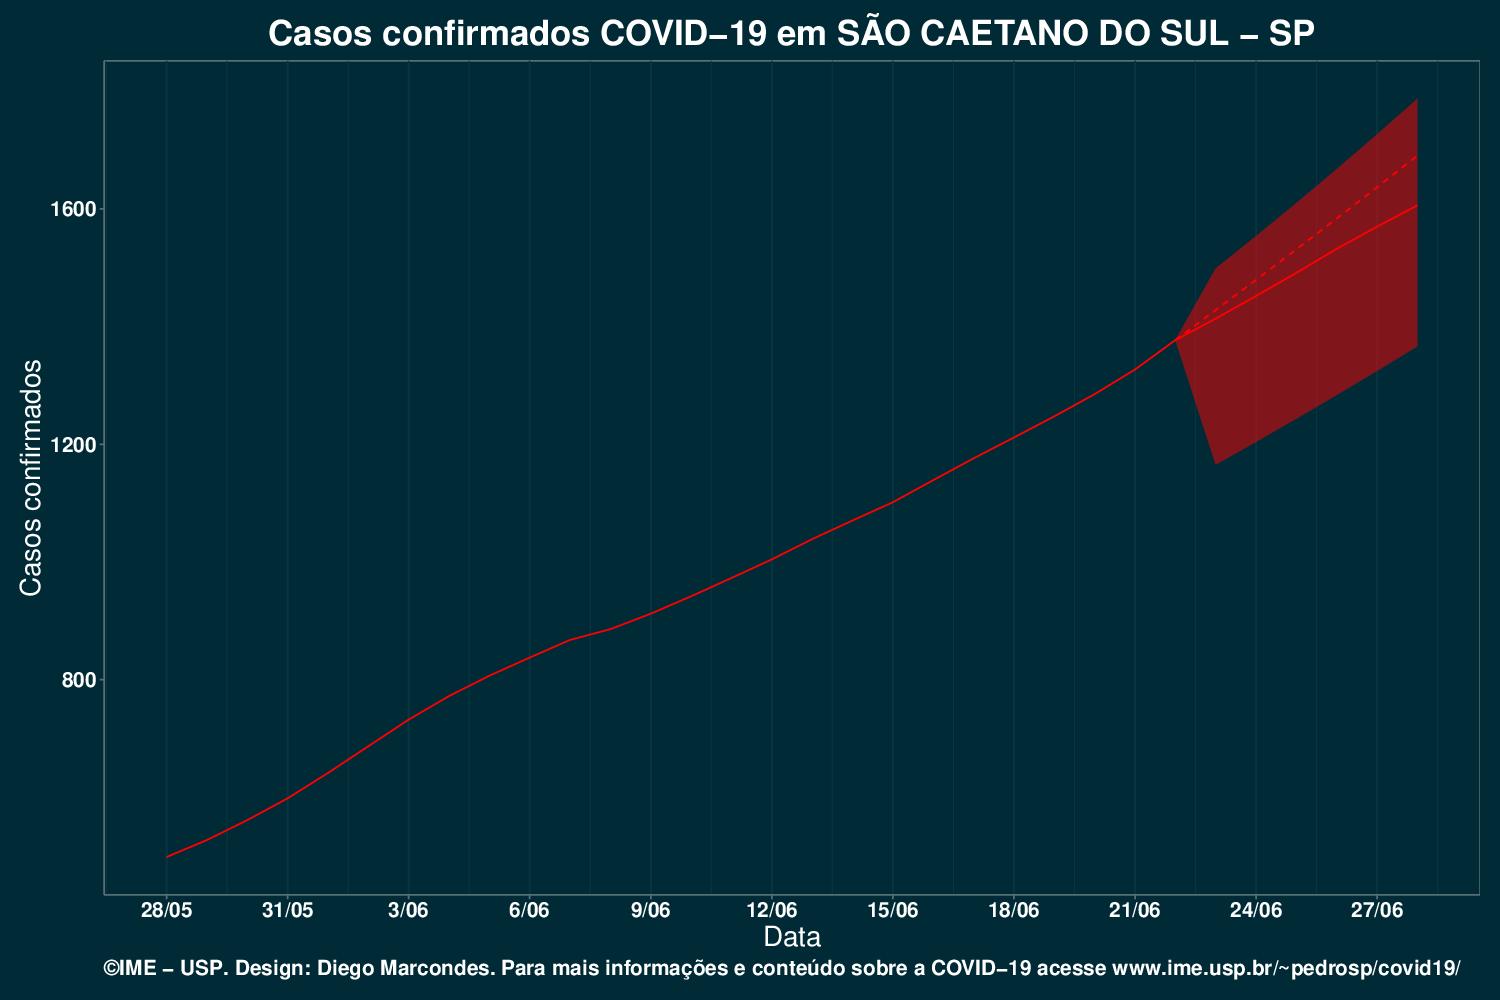 Casos confirmados COVID−19 em SÃO CAETANO DO SUL − SP
Casos confirmados
1600
1200
800
28/05 31/05 3/06 6/06 9/06 12/06 15/06 18/06 21/06 24/06 27/06
Data
©IME − USP. Design: Diego Marcondes. Para mais informações e conteúdo sobre a COVID−19 acesse www.ime.usp.br/~pedrosp/covid19/